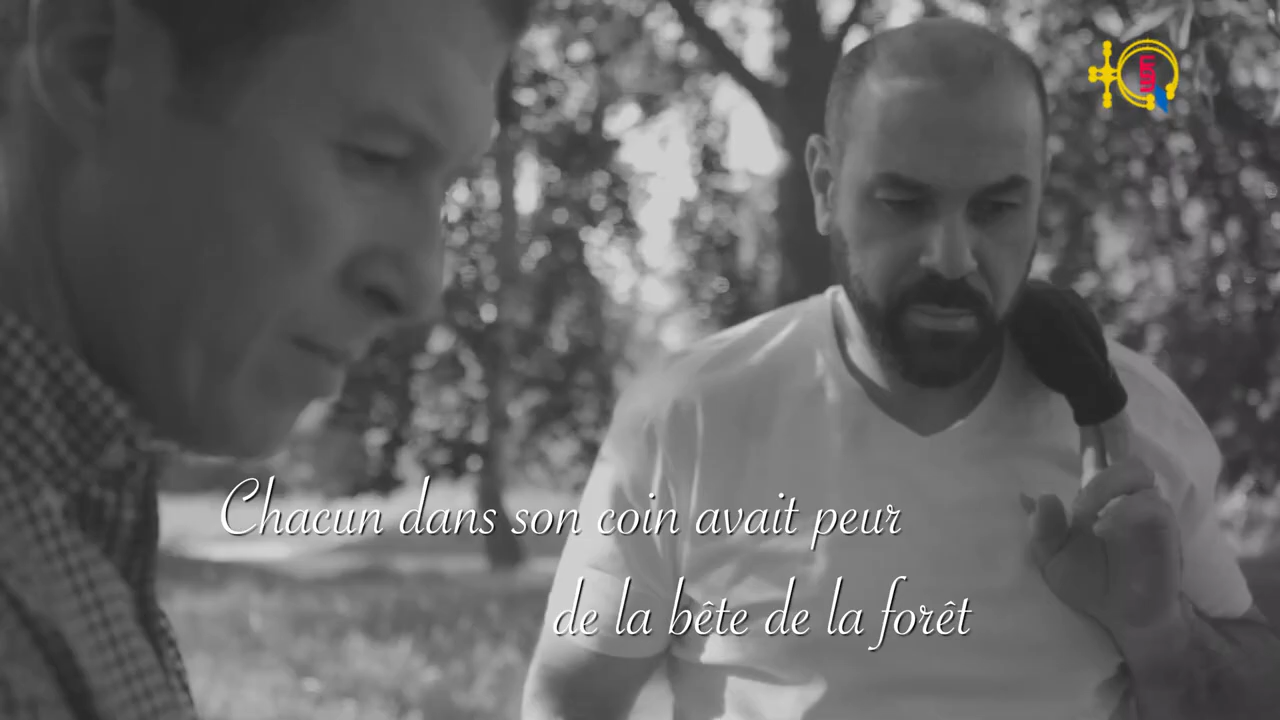 Chacun dans son coin avait peur
de la bête de la forêt